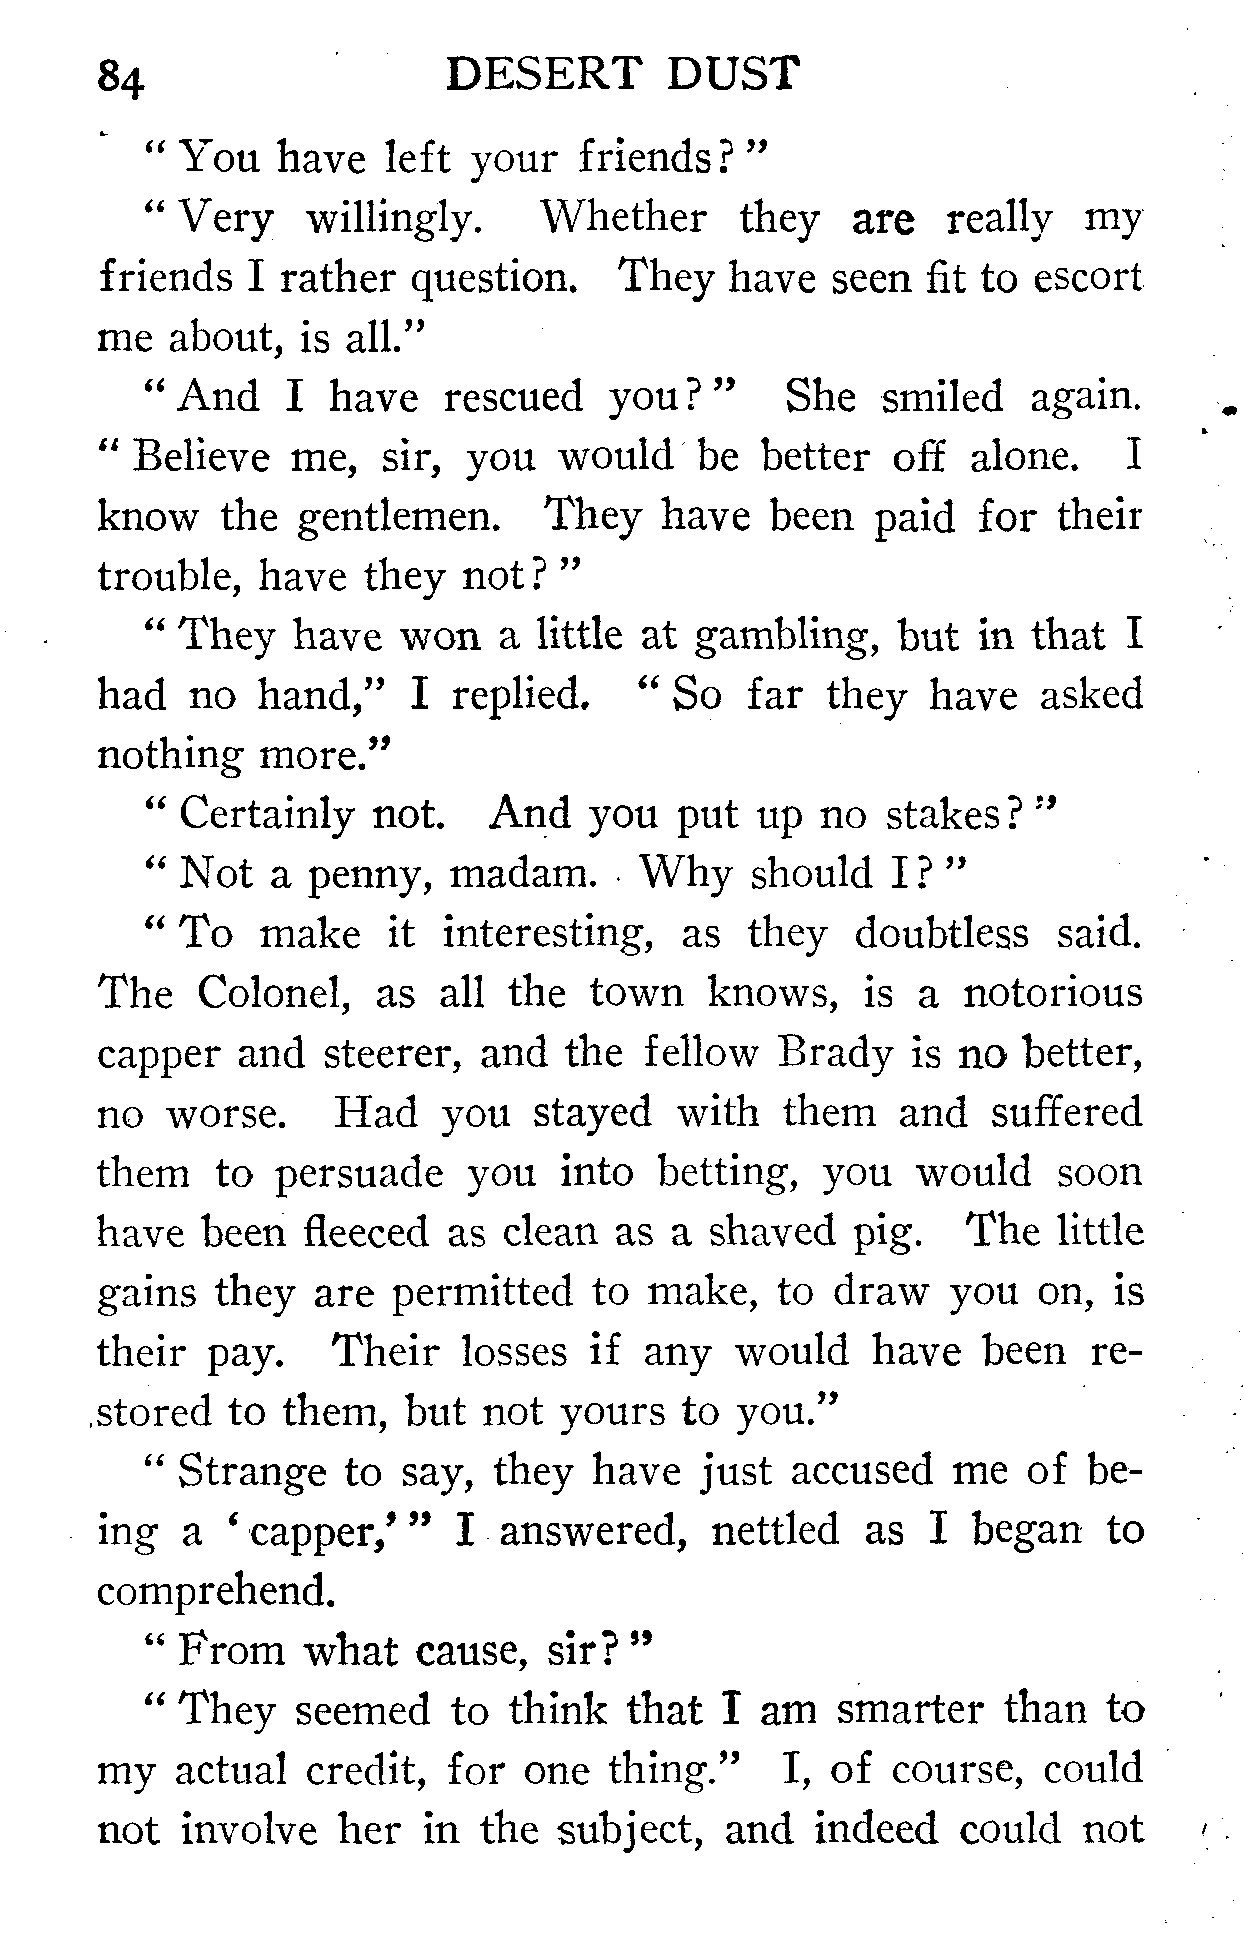 84 DESERT DUST
“ You have left your friends? ”
“ Very willingly. Whether they are really my
friends I rather question. They have seen fit to escort
me about, is all.”
“ And I have rescued you? ” She smiled again.
“ Believe me, sir, you would be better off alone. I
know the gentlemen. They have been paid for their
trouble, have they not? ”
“ They have won a little at gambling, but in that I
had no hand,” I replied. “ So far they have asked
nothing more.”
“ Certainly not. And you put up no stakes? ”
“ Not a penny, madam. Why should I? ”
“ To make it interesting, as they doubtless said.
The Colonel, as all the town knows, is a notorious
capper and steerer, and the fellow Brady is no better,
no worse. Had you stayed with them and suffered
them to persuade you into betting, you would soon
have been fleeced as clean as a shaved pig. The little
gains they are permitted to make, to draw you on, is
their pay. Their losses if any would have been re-
stored to them, but not yours to you.”
“ Strange to say, they have just accused me of be-
ing a ‘ capper,’ ” I answered, nettled as I began to
comprehend.
“ From what cause, sir? ”
“ They seemed to think that I am smarter than to
my actual credit, for one thing.” I, of course, could
not involve her in the subject, and indeed could not